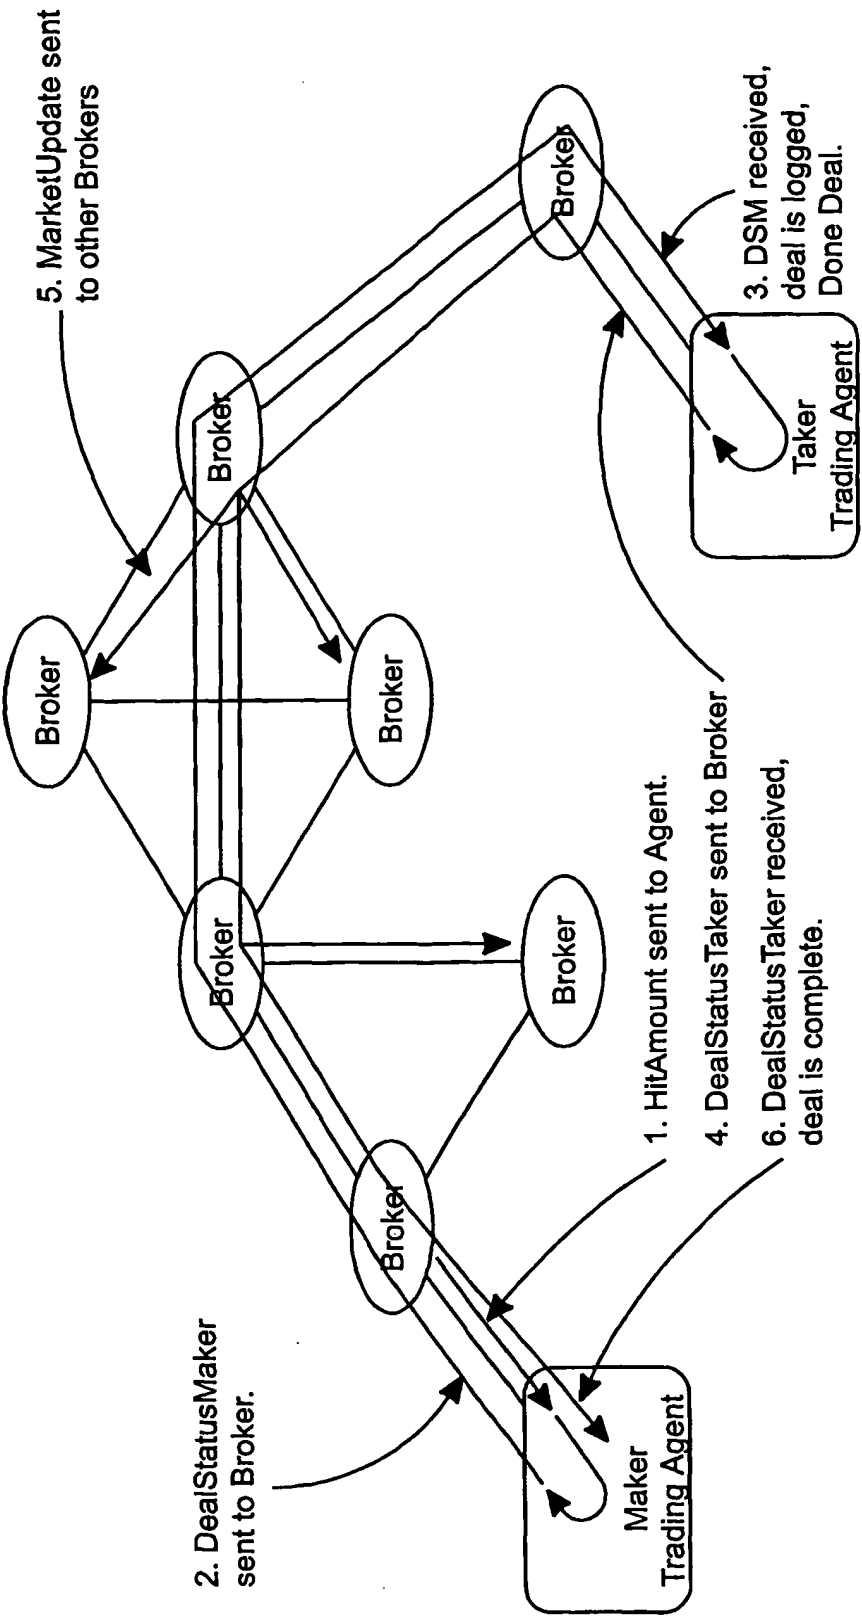 5. MarketUpdate sent
to other Brokers
2. DealStatusMaker
sent to Broker.
Broker
Broker
Broker
Broker
Broker
Broker
Broker
1. HitAmount sent to Agent.
4. DealStatusTaker sent to Broker
6. DealStatusTaker received,
deal is complete.
3. DSM received,
deal is logged,
Done Deal.
Maker
Trading Agent
Taker
Trading Agent